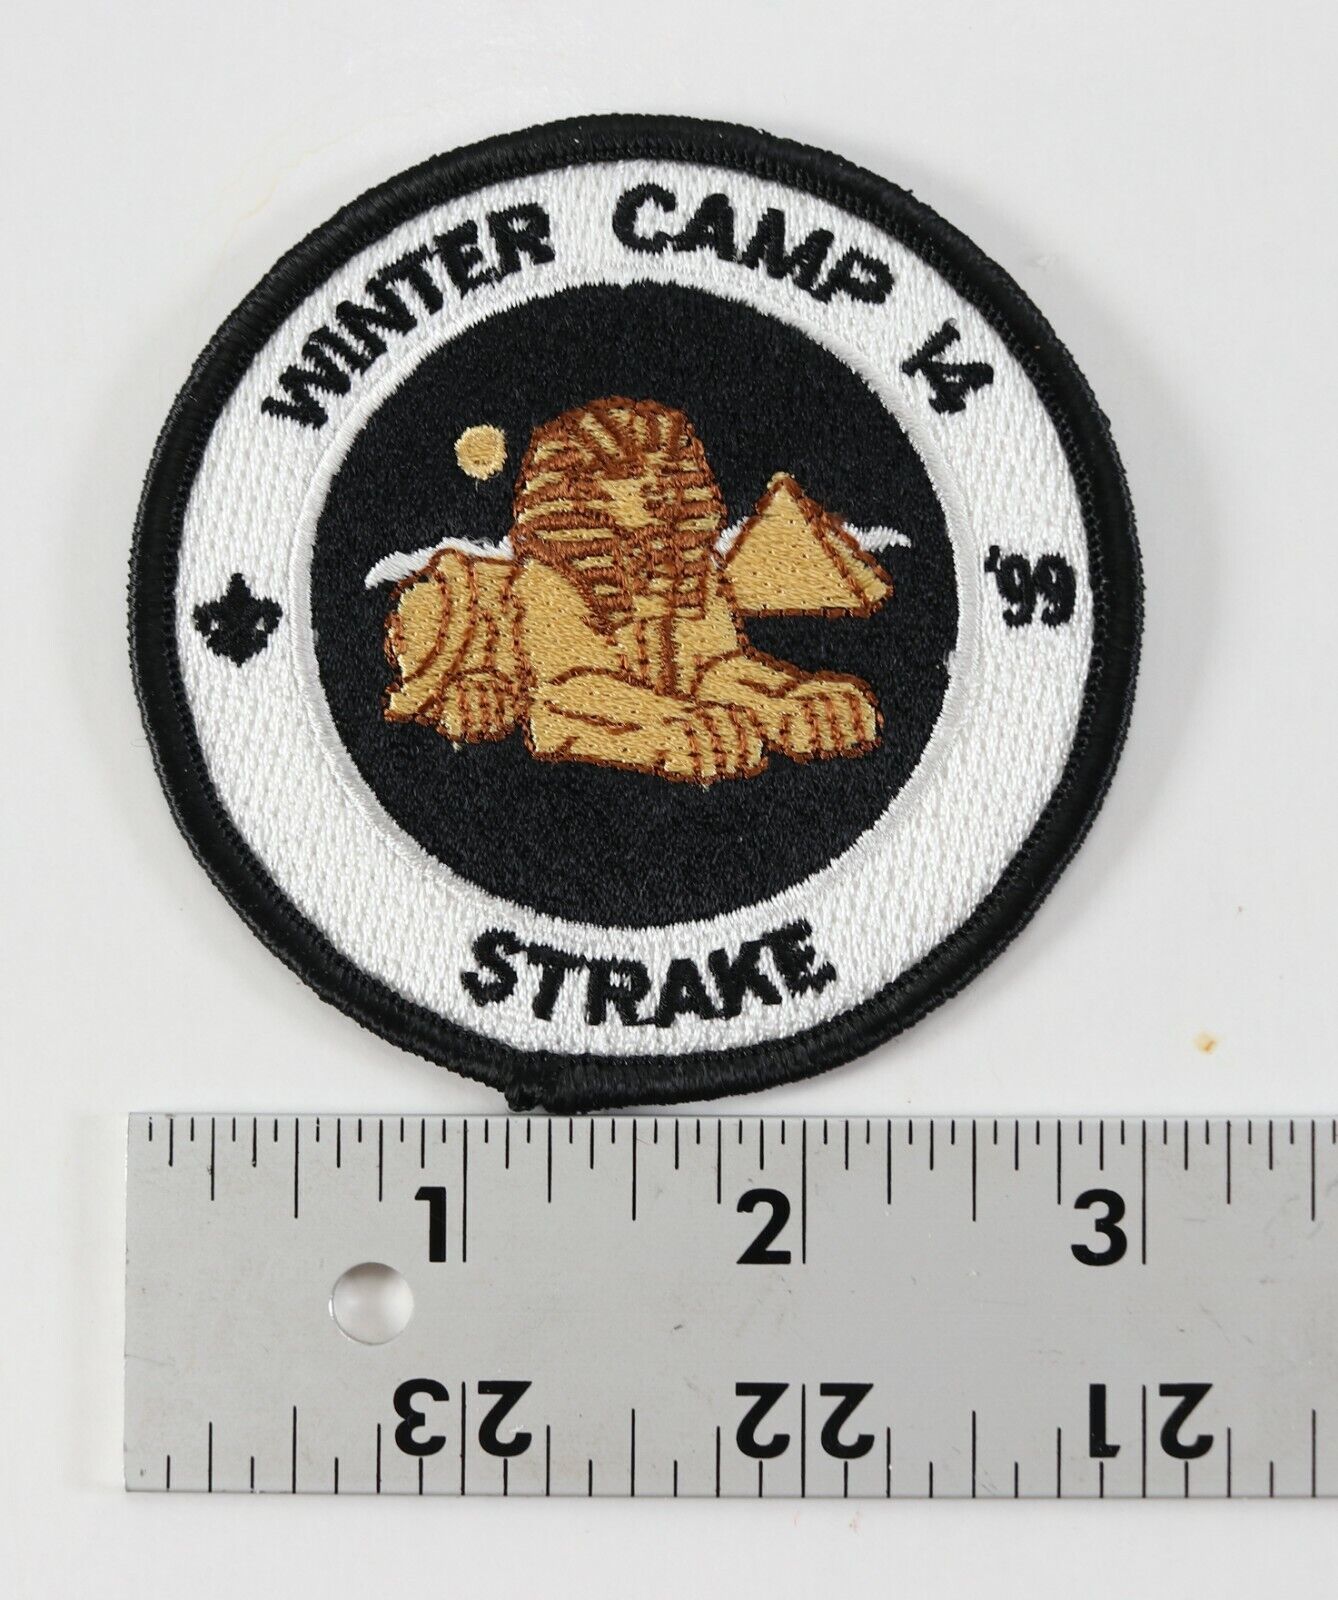 WINTER CAMP 14 '99
STRAKE
1 2 3
23 22 21